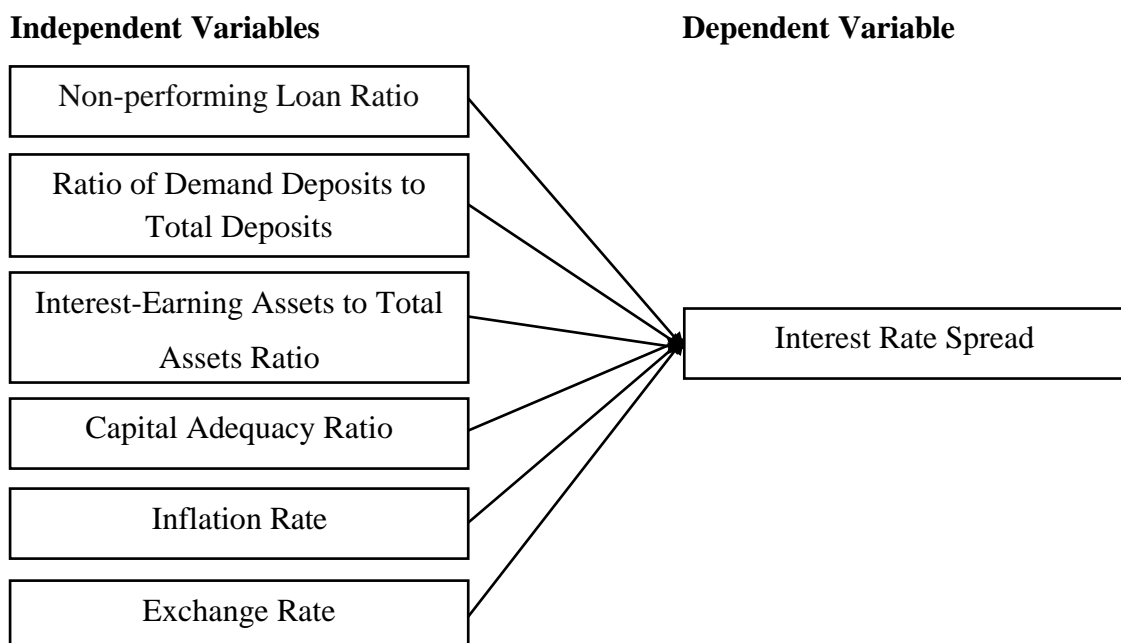 Independent Variables
Dependent Variable
Non-performing Loan Ratio
Ratio of Demand Deposits to
Total Deposits
Interest-Earning Assets to Total
Assets Ratio
Interest Rate Spread
Capital Adequacy Ratio
Inflation Rate
Exchange Rate